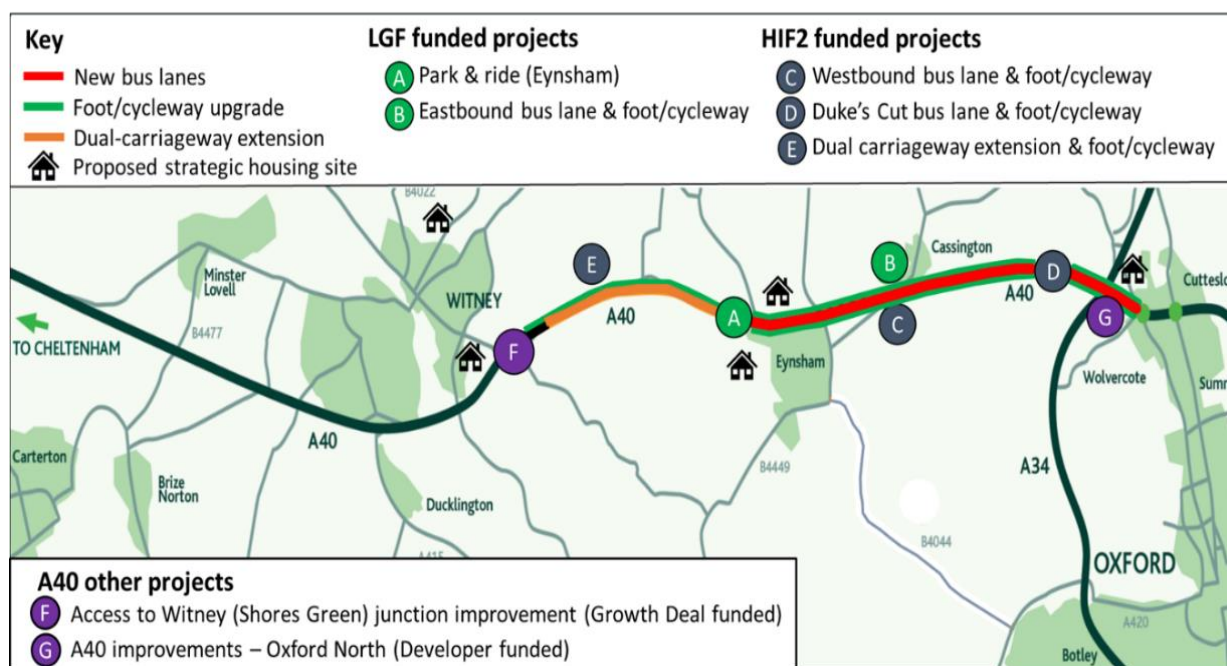 Key
New bus lanes
Foot/cycleway upgrade
Dual-carriageway extension
Proposed strategic housing site
LGF funded projects
A Park & ride (Eynsham)
B Eastbound bus lane & foot/cycleway
HIF2 funded projects
C Westbound bus lane & foot/cycleway
D Duke's Cut bus lane & foot/cycleway
E Dual carriageway extension & foot/cycleway
B4022
Minster
Lovell
B4477
TO CHELTENHAM
WITNEY
E
A40
F
A
B
Cassington
C
A40
D
G
Cutteslo
Eynsham
Wolvercote
Summ
A40
Carterton
Brize
Norton
Ducklington
A415
B4449
A34
B4044
OXFORD
A420
Botley
A40 other projects
F Access to Witney (Shores Green) junction improvement (Growth Deal funded)
G A40 improvements – Oxford North (Developer funded)